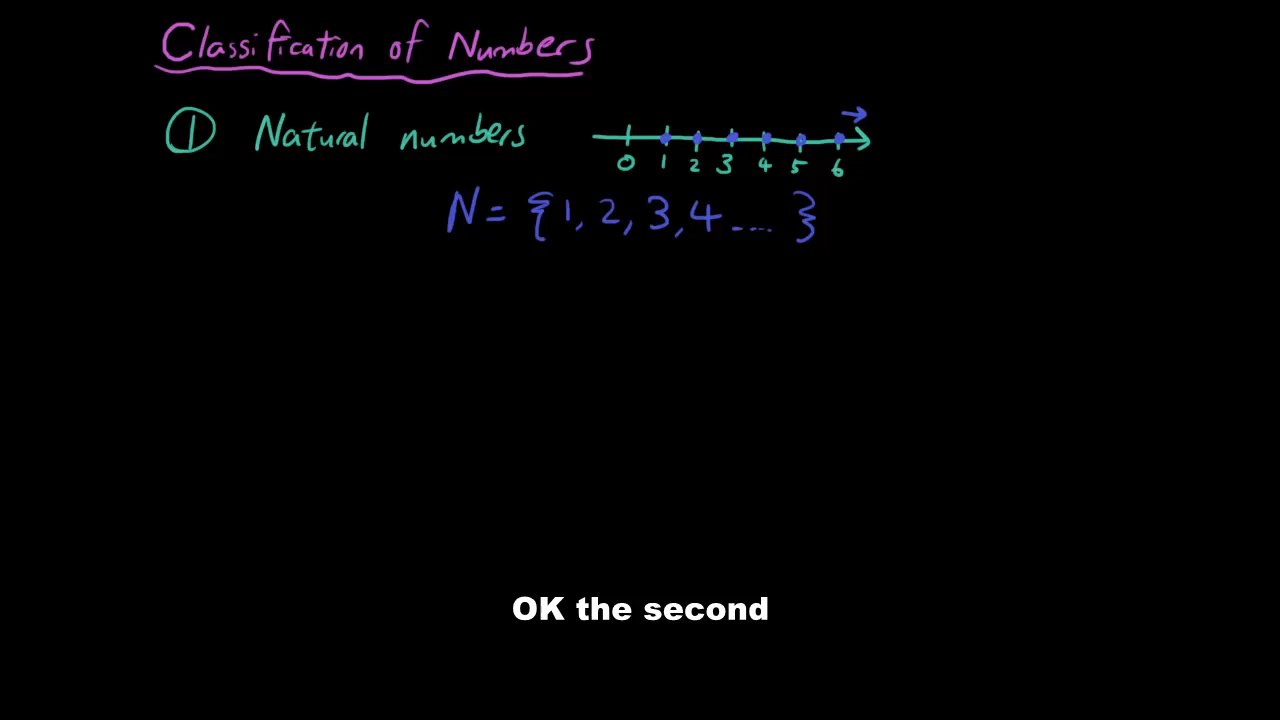 Classification of Numbers
① Natural numbers
0 1 2 3 4 5 6
N = {1, 2, 3, 4 .... }
OK the second